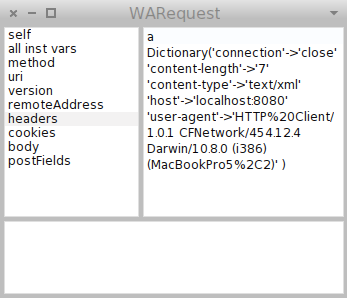 WARequest
self
all inst vars
method
uri
version
remoteAddress
headers
cookies
body
postFields
a
Dictionary('connection'->'close'
'content-length'->'7'
'content-type'->'text/xml'
'host'->'localhost:8080'
'user-agent'->'HTTP%20Client/
1.0.1 CFNetwork/454.12.4
Darwin/10.8.0 (i386)
(MacBookPro5%2C2)' )